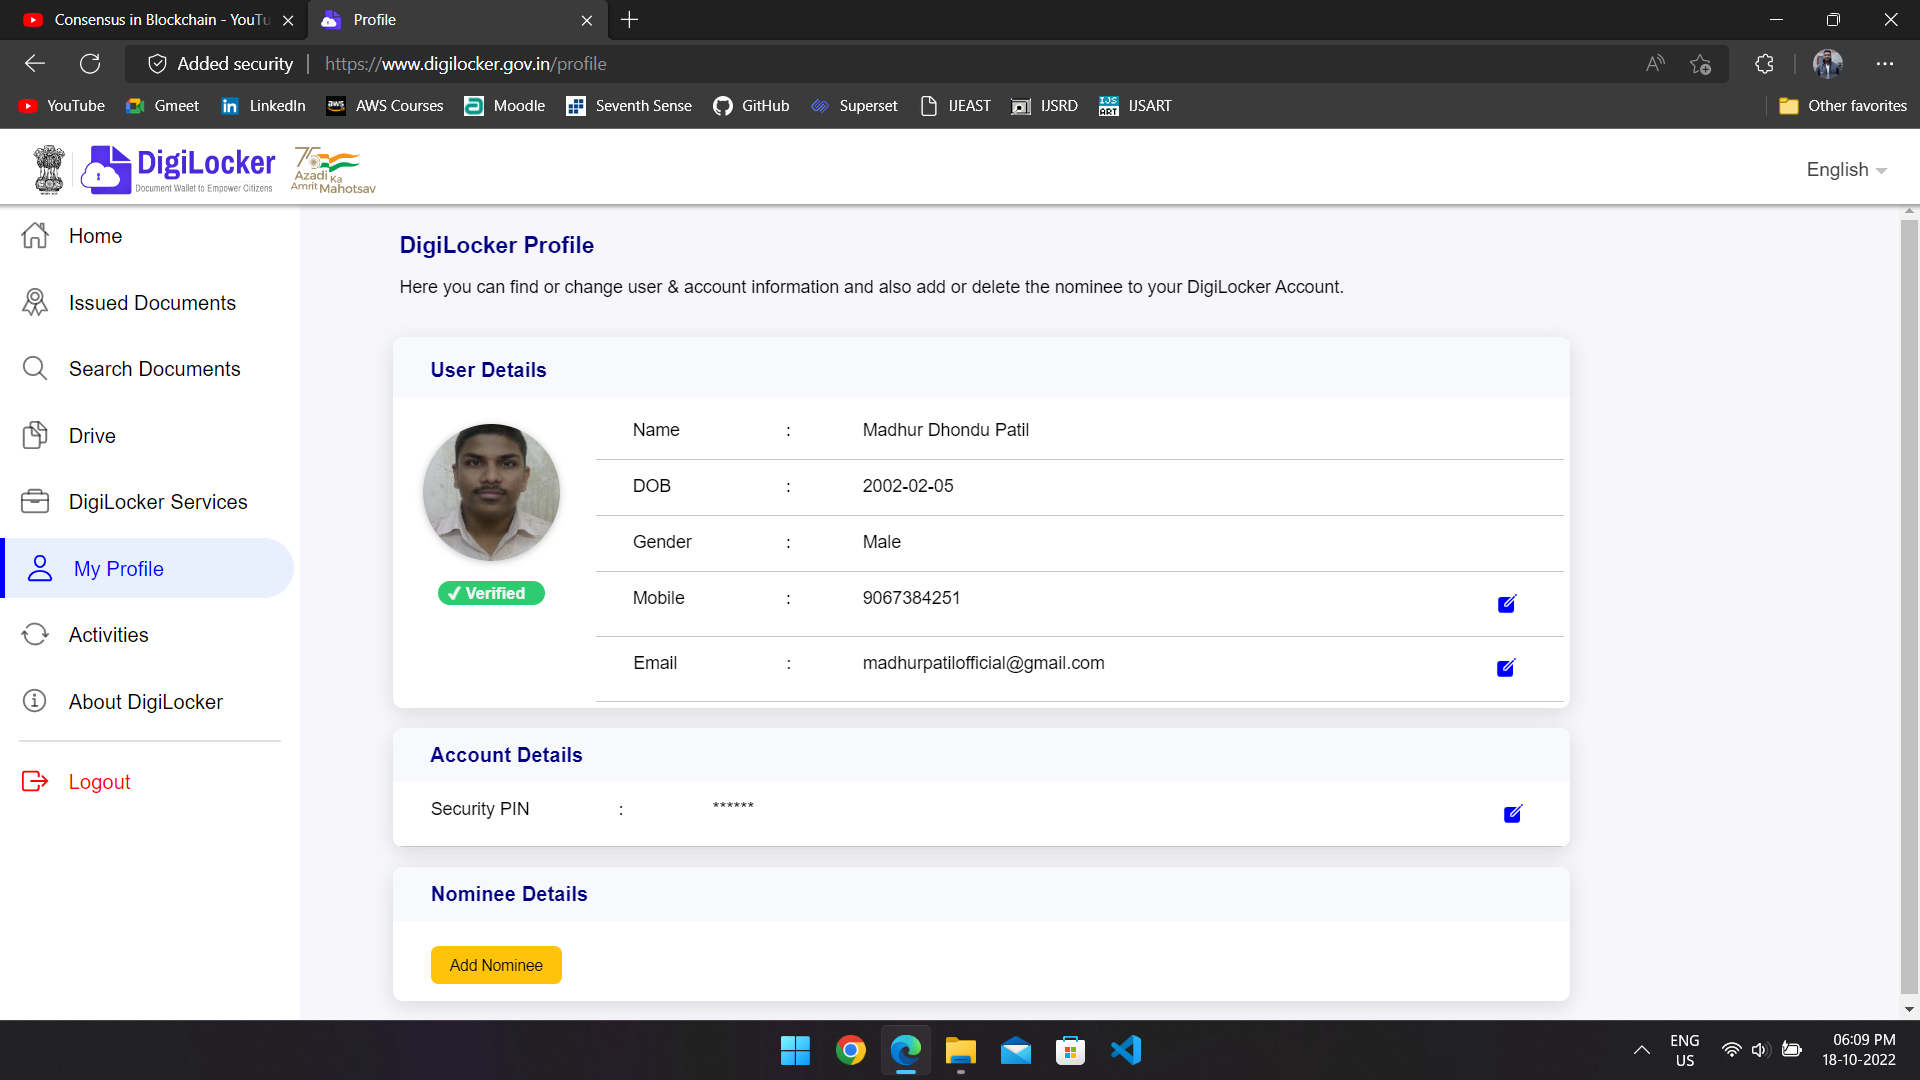 Consensus in Blockchain - YouTu
Profile
Added security
https://www.digilocker.gov.in/profile
YouTube
Gmeet
LinkedIn
aws
AWS Courses
Moodle
Seventh Sense
GitHub
Superset
IJEAST
IJSRD
IJS
ART
IJSART
Other favorites
DigiLocker
Document Wallet to Empower Citizens
75
Azadi Ka
Amrit Mahotsav
English
Home
Issued Documents
Search Documents
Drive
DigiLocker Services
My Profile
Activities
About DigiLocker
Logout
DigiLocker Profile
Here you can find or change user & account information and also add or delete the nominee to your DigiLocker Account.
User Details
Verified
Name : Madhur Dhondu Patil
DOB : 2002-02-05
Gender : Male
Mobile : 9067384251
Email : madhurpatilofficial@gmail.com
Account Details
Security PIN : ******
Nominee Details
Add Nominee
ENG
US
06:09 PM
18-10-2022